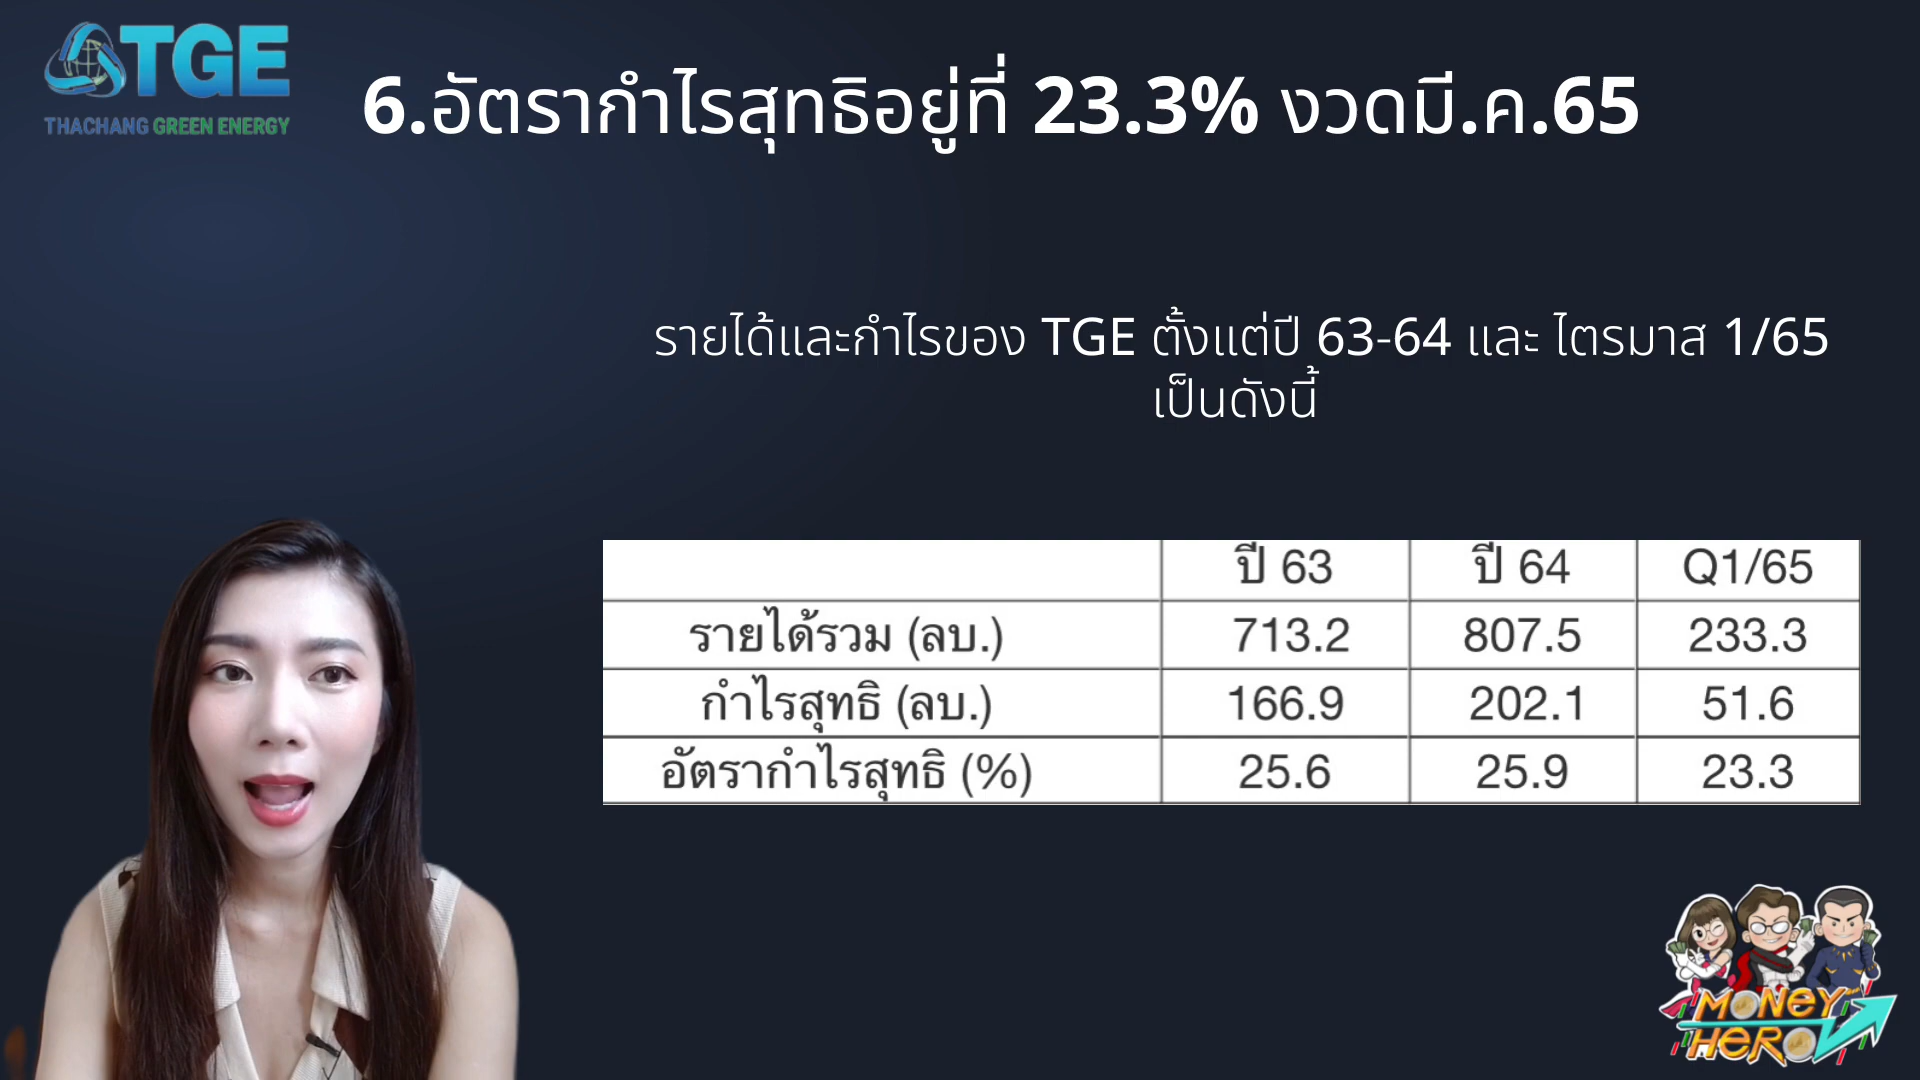 TGE
THACHANG GREEN ENERGY
6.อัตรากำไรสุทธิอยู่ที่ 23.3% งวดมี.ค.65
รายได้และกำไรของ TGE ตั้งแต่ปี 63-64 และ ไตรมาส 1/65
เป็นดังนี้
ปี 63 ปี 64 Q1/65
รายได้รวม (ลบ.) 713.2 807.5 233.3
กำไรสุทธิ (ลบ.) 166.9 202.1 51.6
อัตรากำไรสุทธิ (%) 25.6 25.9 23.3
MONEY
HERO